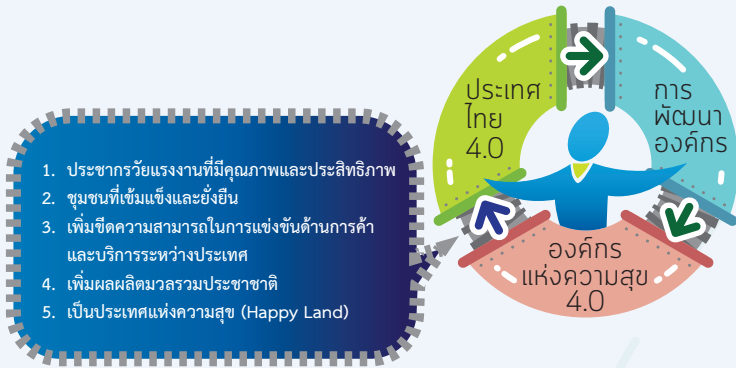 ประเทศ
ไทย
4.0
การ
พัฒนา
องค์กร
องค์กร
แห่งความสุข
4.0
1. ประชากรวัยแรงงานที่มีคุณภาพและประสิทธิภาพ
2. ชุมชนที่เข้มแข็งและยั่งยืน
3. เพิ่มขีดความสามารถในการแข่งขันด้านการค้า
และบริการระหว่างประเทศ
4. เพิ่มผลผลิตมวลรวมประชาชาติ
5. เป็นประเทศแห่งความสุข (Happy Land)